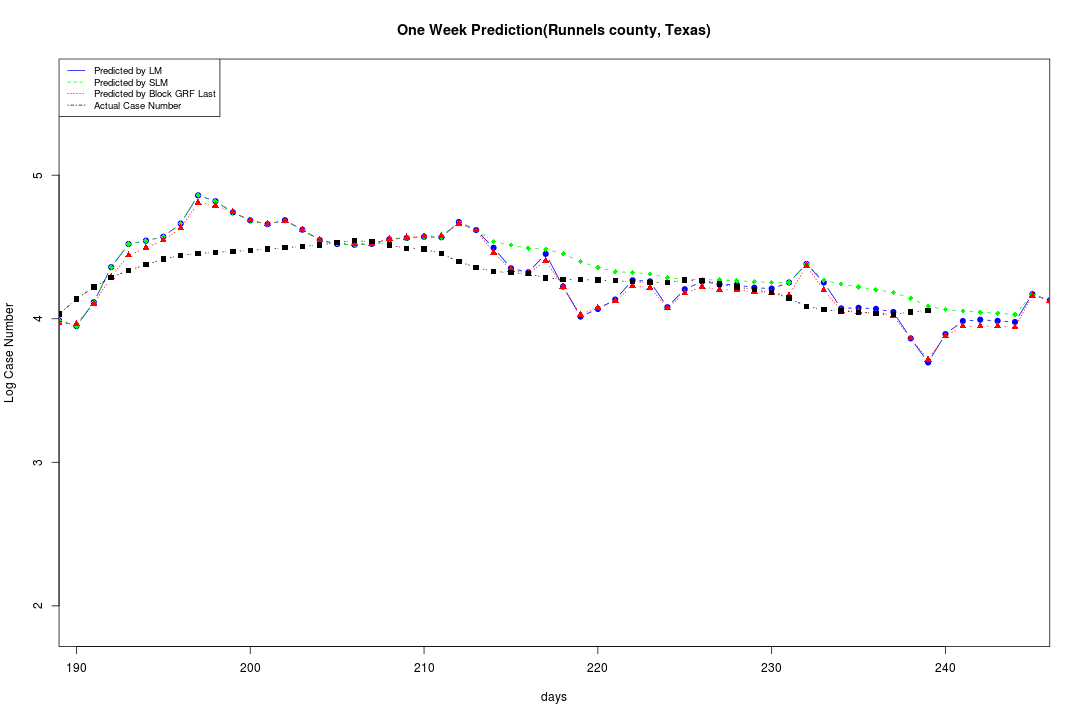 One Week Prediction(Runnels county, Texas)
Predicted by LM
Predicted by SLM
Predicted by Block GRF Last
Actual Case Number
5
4
3
2
Log Case Number
190 200 210 220 230 240
days